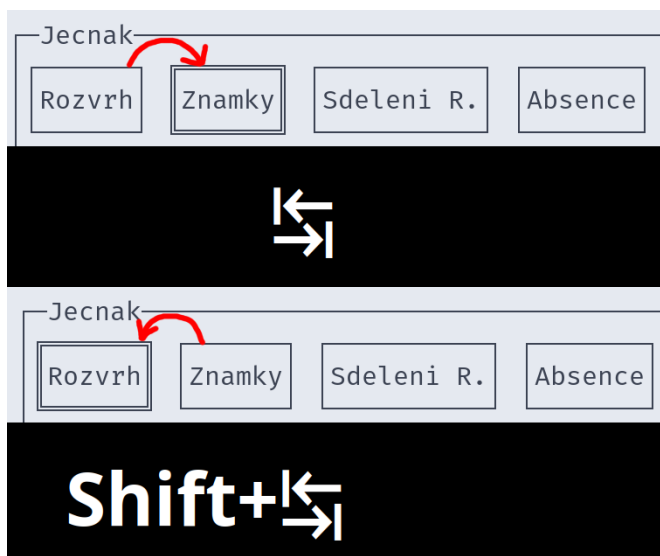 Jecnak
Rozvrh Znamky Sdeleni R. Absence
↹
Jecnak
Rozvrh Znamky Sdeleni R. Absence
Shift+↹